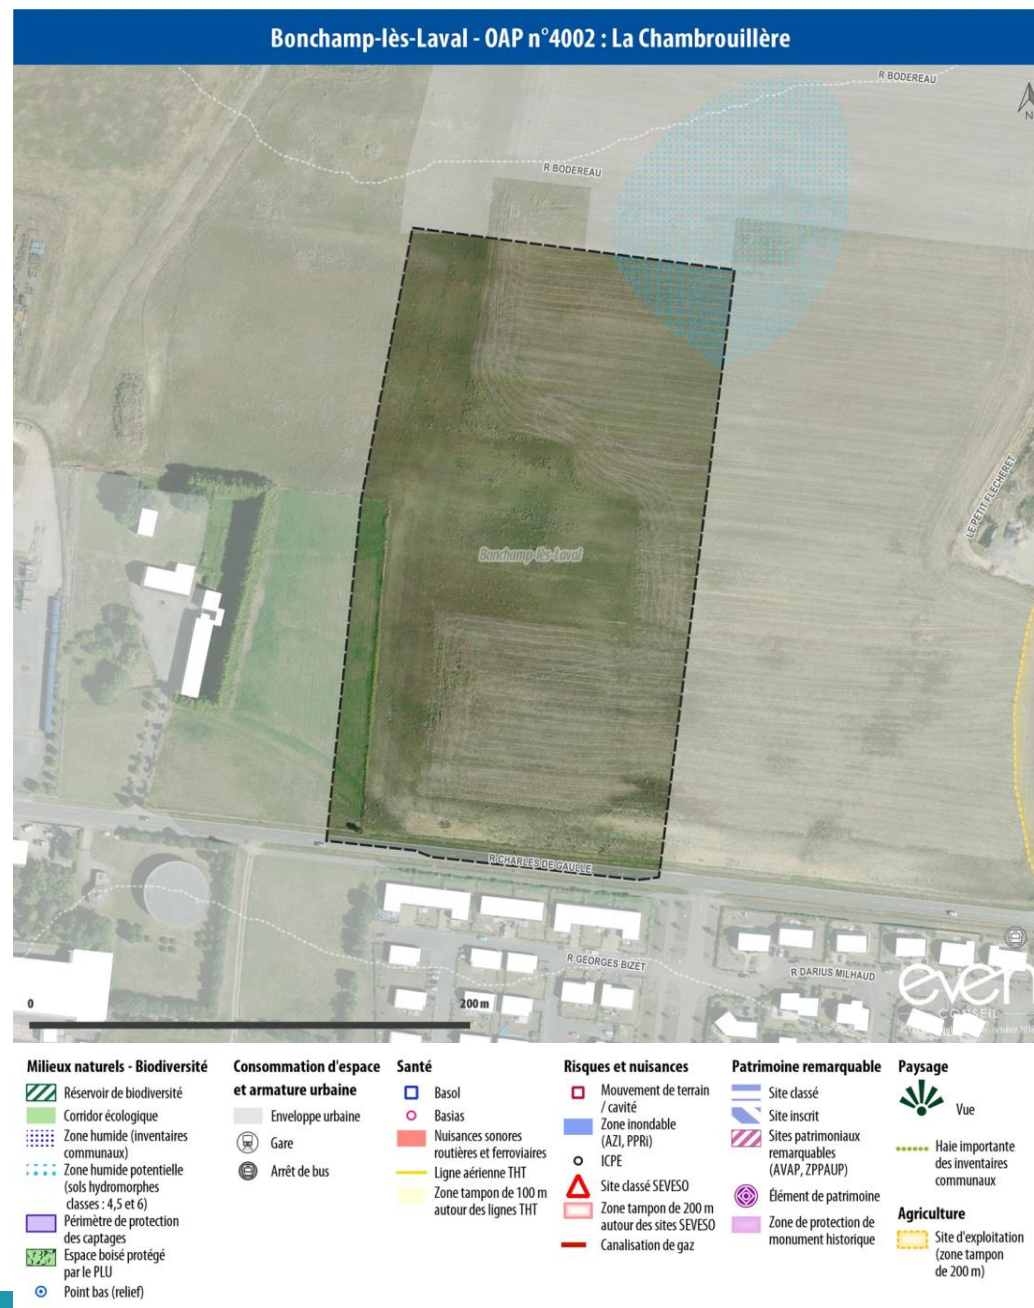 Bonchamp-lès-Laval - OAP n°4002 : La Chambrouillère
R BODEREAU
N
R BODEREAU
LE PETIT FLECHERET
Bonchamp-lès-Laval
R CHARLES DE GAULLE
R GEORGES BIZET
R DARIUS MILHAUD
even
CONSEIL
octobre
0
200 m
Milieux naturels - Biodiversité
Réservoir de biodiversité
Corridor écologique
Zone humide (inventaires
communaux)
Zone humide potentielle
(sols hydromorphes
classes : 4,5 et 6)
Périmètre de protection
des captages
Espace boisé protégé
par le PLU
Point bas (relief)
Consommation d'espace
et armature urbaine
Enveloppe urbaine
Gare
Arrêt de bus
Santé
Basol
Basias
Nuisances sonores
routières et ferroviaires
Ligne aérienne THT
Zone tampon de 100 m
autour des lignes THT
Risques et nuisances
Mouvement de terrain
/ cavité
Zone inondable
(AZI, PPRi)
ICPE
Site classé SEVESO
Zone tampon de 200 m
autour des sites SEVESO
Canalisation de gaz
Patrimoine remarquable
Site classé
Site inscrit
Sites patrimoniaux
remarquables
(AVAP, ZPPAUP)
Élément de patrimoine
Zone de protection de
monument historique
Paysage
Vue
Haie importante
des inventaires
communaux
Agriculture
Site d'exploitation
(zone tampon
de 200 m)